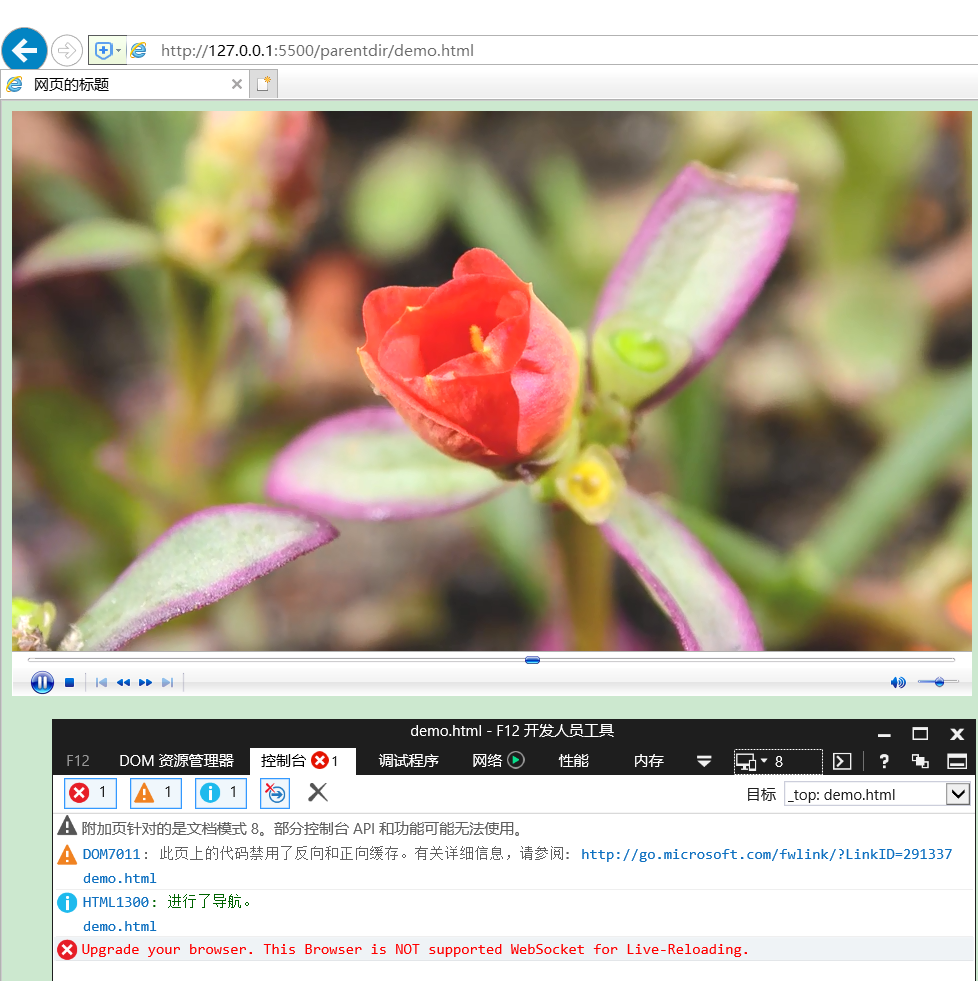 http://127.0.0.1:5500/parentdir/demo.html
网页的标题
demo.html - F12 开发人员工具
F12 DOM 资源管理器 控制台 1 调试程序 网络 性能 内存 8 ?
1 1 1 目标 _top: demo.html
附加页针对的是文档模式 8。部分控制台 API 和功能可能无法使用。
DOM7011: 此页上的代码禁用了反向和正向缓存。有关详细信息，请参阅: http://go.microsoft.com/fwlink/?LinkID=291337
demo.html
HTML1300: 进行了导航。
demo.html
Upgrade your browser. This Browser is NOT supported WebSocket for Live-Reloading.